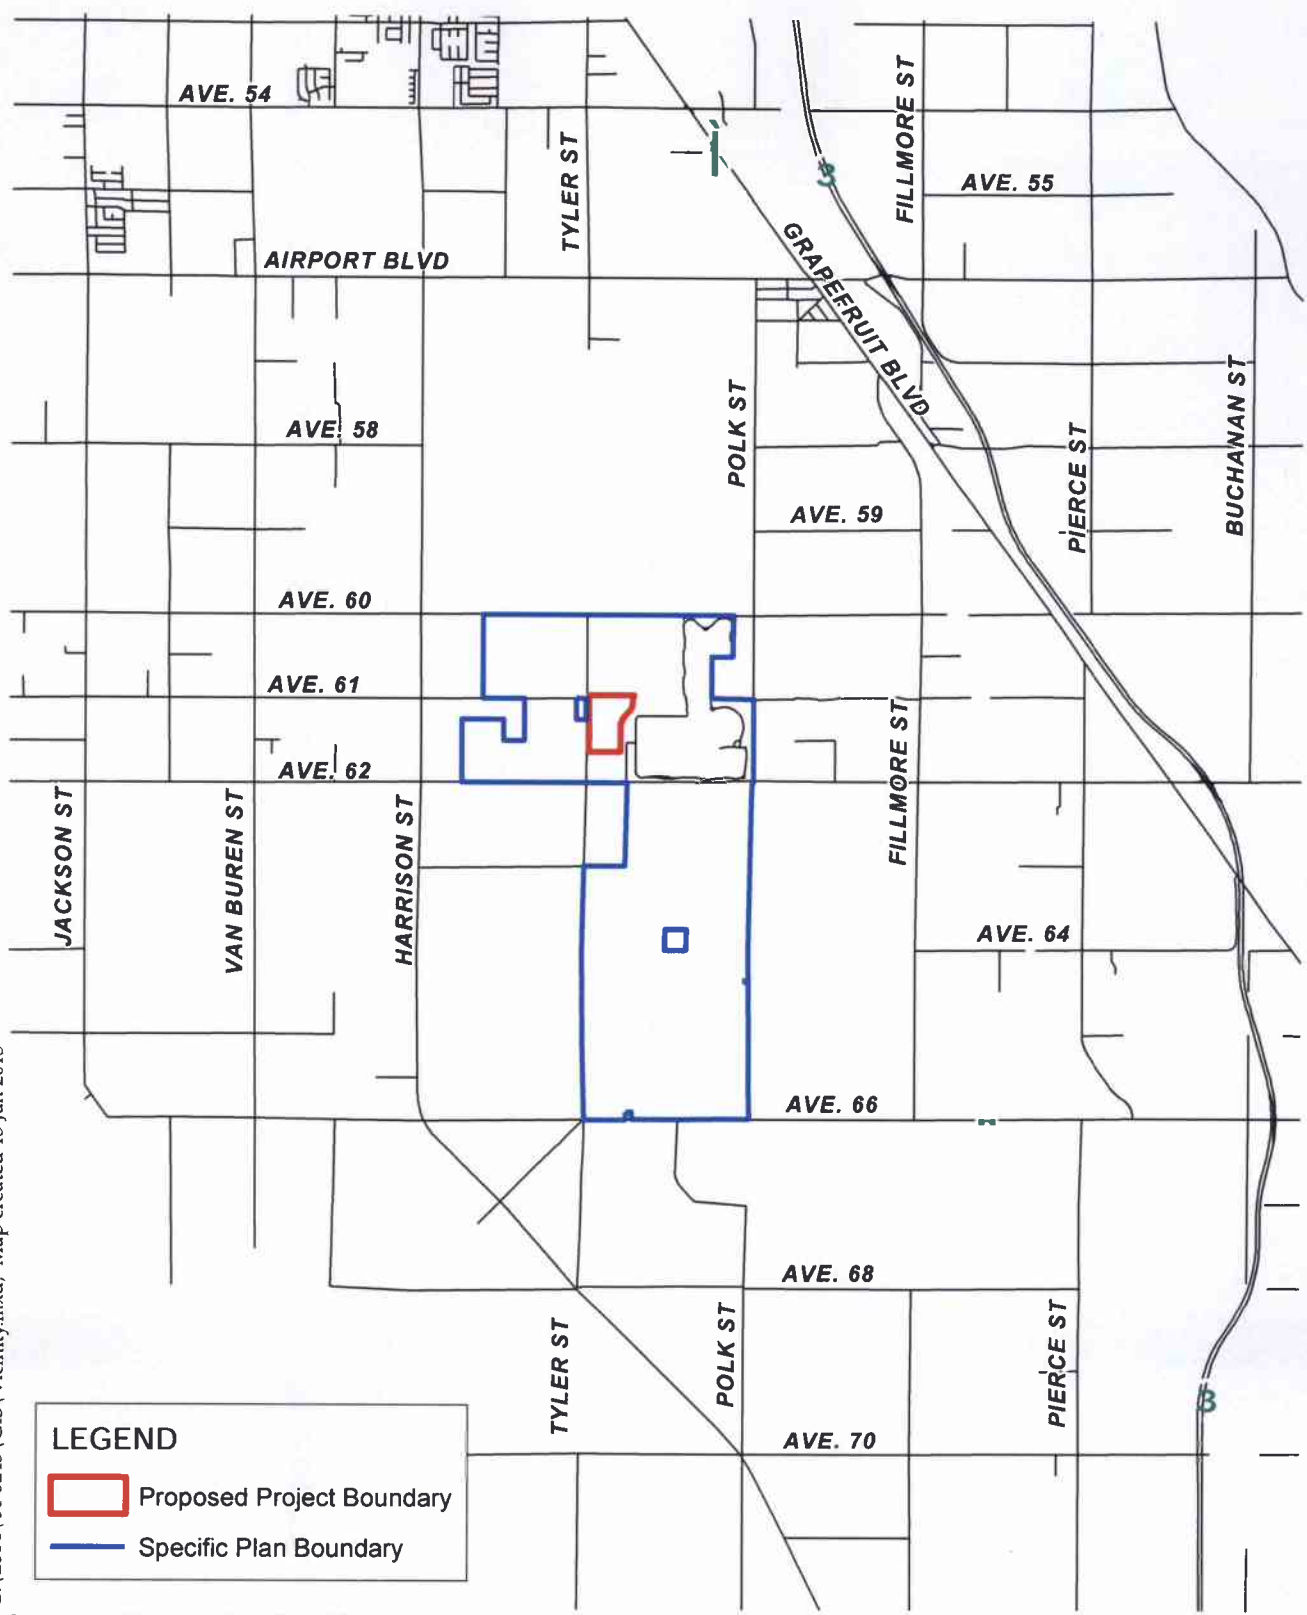 AVE. 54
TYLER ST
FILLMORE ST
3
AVE. 55
AIRPORT BLVD
GRAPEFRUIT BLVD
POLK ST
BUCHANAN ST
PIERCE ST
AVE. 58
AVE. 59
AVE. 60
AVE. 61
AVE. 62
FILLMORE ST
JACKSON ST
VAN BUREN ST
HARRISON ST
AVE. 64
AVE. 66
AVE. 68
TYLER ST
POLK ST
PIERCE ST
3
AVE. 70
LEGEND
Proposed Project Boundary
Specific Plan Boundary